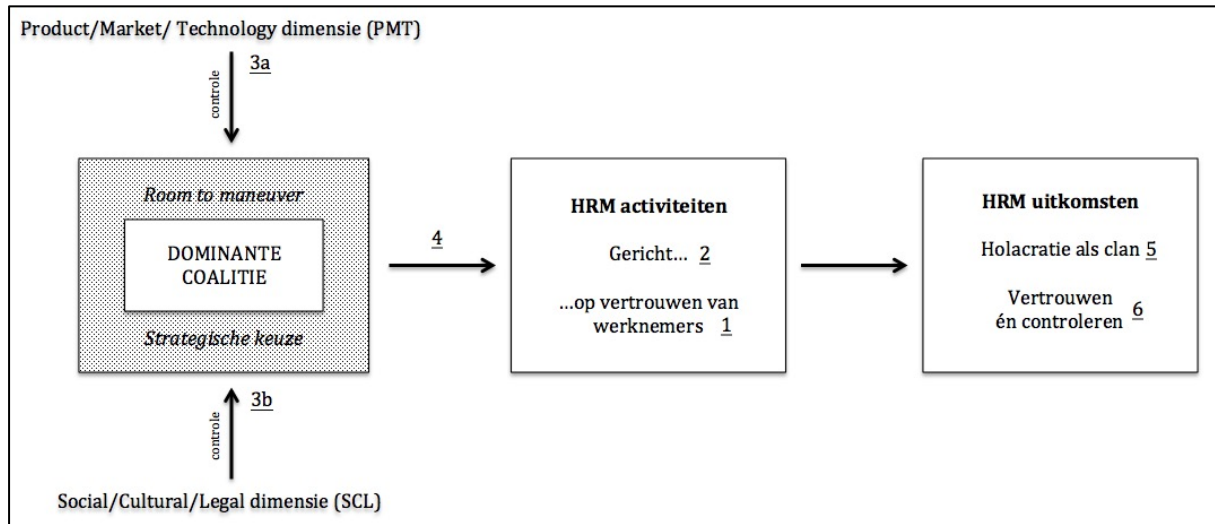 Product/Market/ Technology dimensie (PMT)
controle
3a
Room to maneuver
DOMINANTE
COALITIE
Strategische keuze
4
HRM activiteiten
Gericht... 2
...op vertrouwen van
werknemers 1
HRM uitkomsten
Holacratie als clan 5
Vertrouwen
én controleren 6
controle
3b
Social/Cultural/Legal dimensie (SCL)